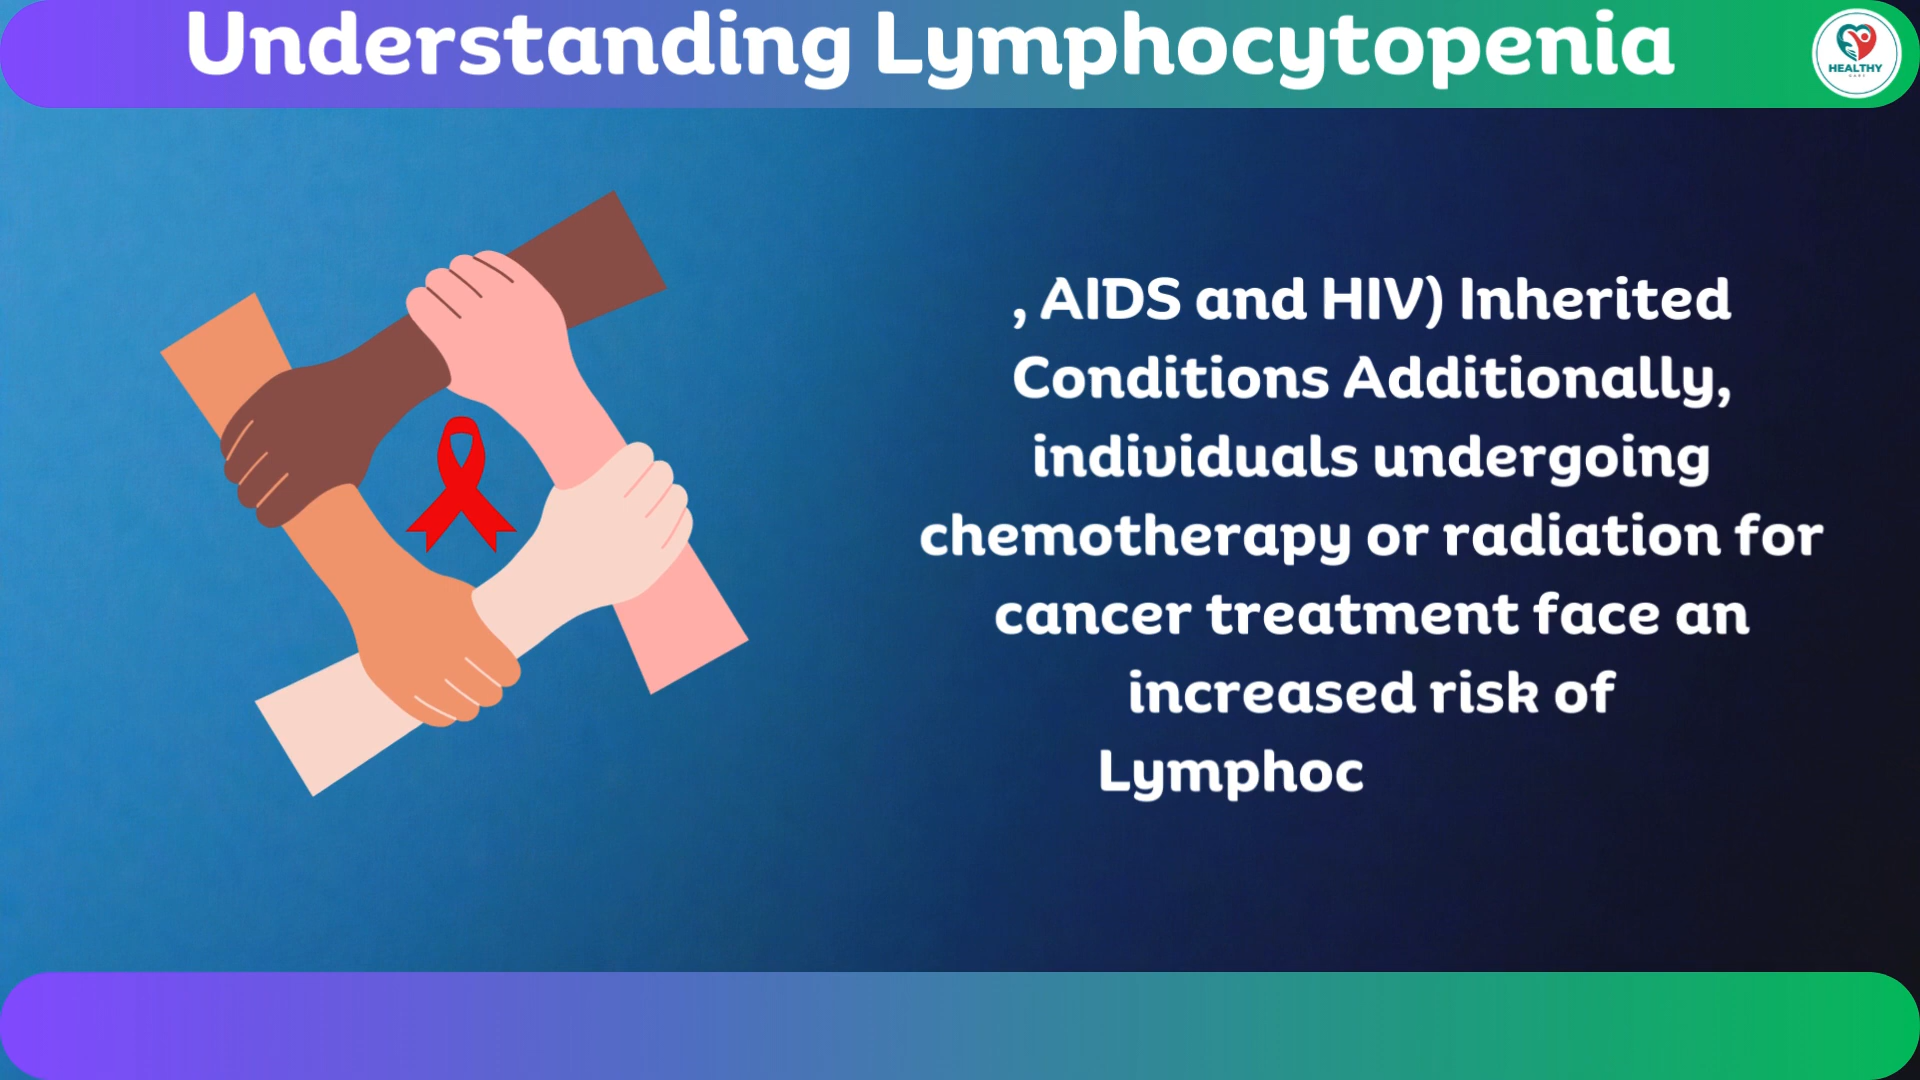 Understanding Lymphocytopenia
HEALTHY
CARE
, AIDS and HIV) Inherited
Conditions Additionally,
individuals undergoing
chemotherapy or radiation for
cancer treatment face an
increased risk of
Lymphoc